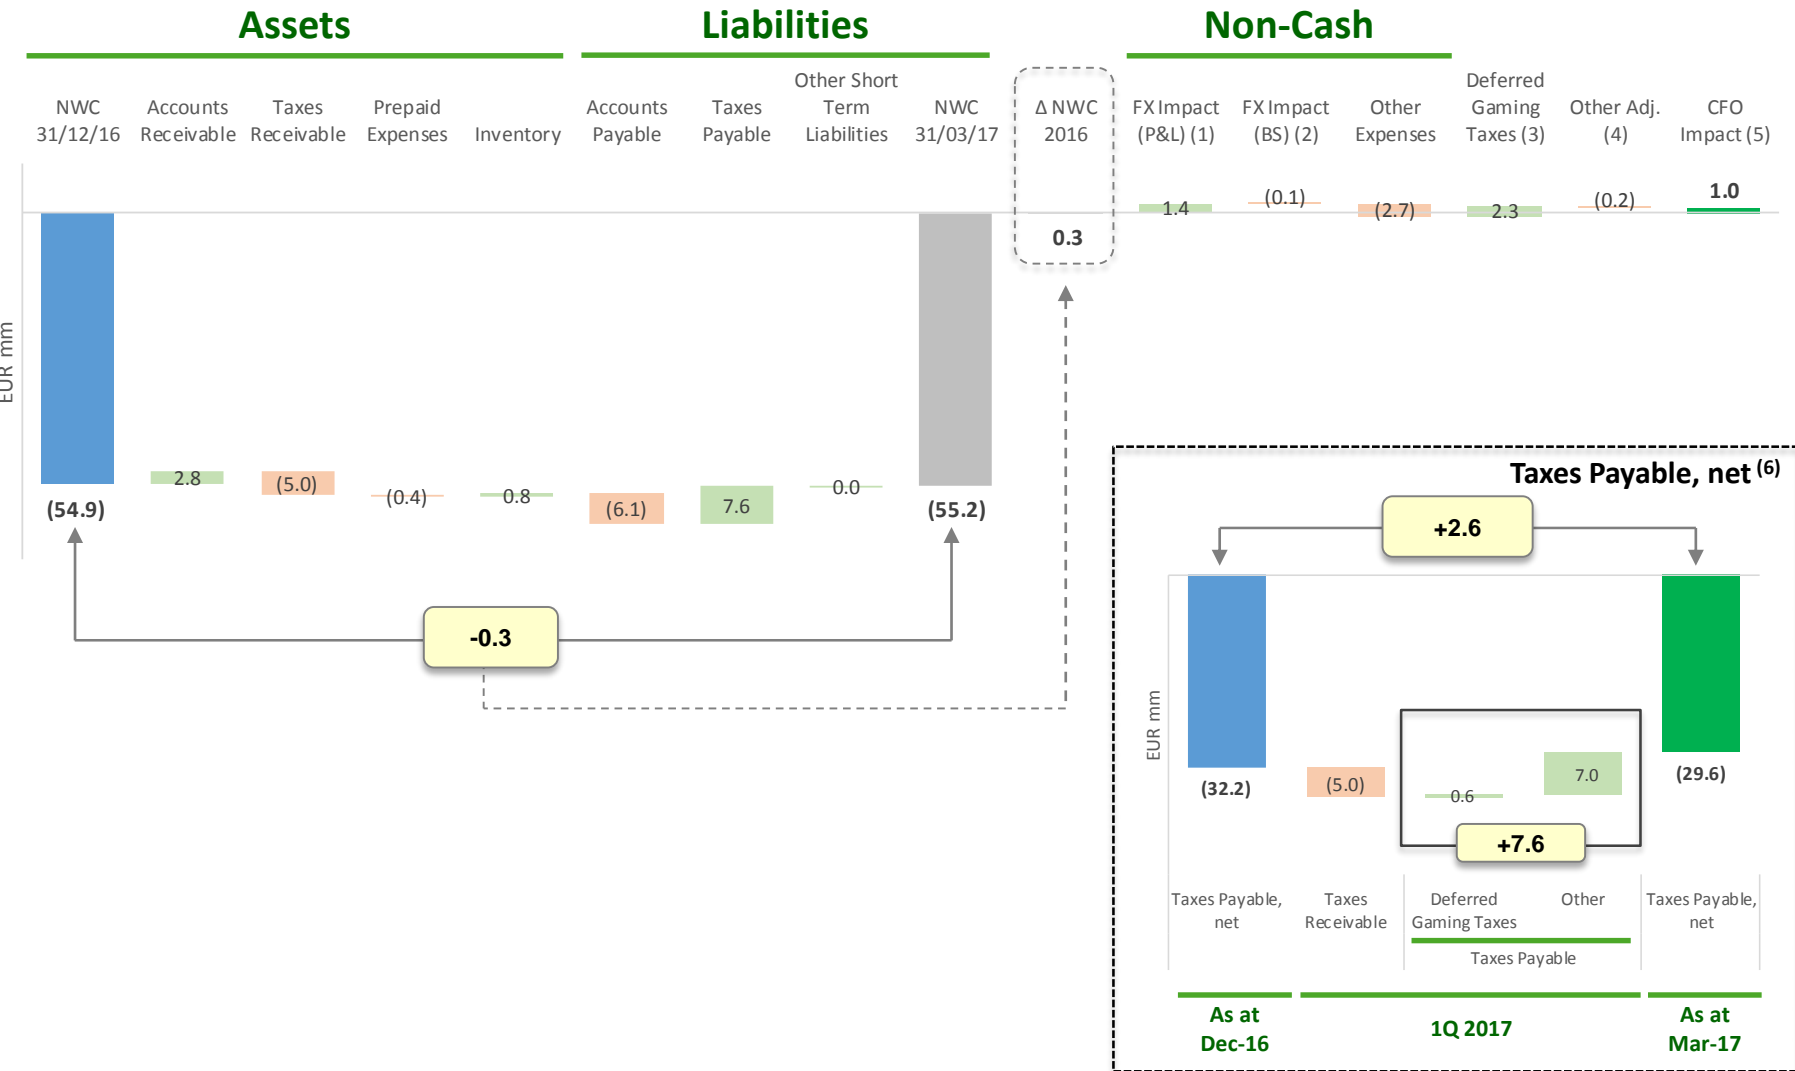 Assets
Liabilities
Non-Cash
NWC
31/12/16
Accounts
Receivable
Taxes
Receivable
Prepaid
Expenses
Inventory
Accounts
Payable
Taxes
Payable
Other Short
Term
Liabilities
NWC
31/03/17
Δ NWC
2016
FX Impact
(P&L) (1)
FX Impact
(BS) (2)
Other
Expenses
Deferred
Gaming
Taxes (3)
Other Adj.
(4)
CFO
Impact (5)
EUR mm
(54.9)
2.8
(5.0)
(0.4)
0.8
(6.1)
7.6
0.0
(55.2)
0.3
1.4
(0.1)
(2.7)
2.3
(0.2)
1.0
-0.3
Taxes Payable, net (6)
+2.6
EUR mm
(32.2)
(5.0)
0.6
7.0
(29.6)
+7.6
Taxes Payable,
net
Taxes
Receivable
Deferred
Gaming Taxes
Other
Taxes Payable
Taxes Payable,
net
As at
Dec-16
1Q 2017
As at
Mar-17